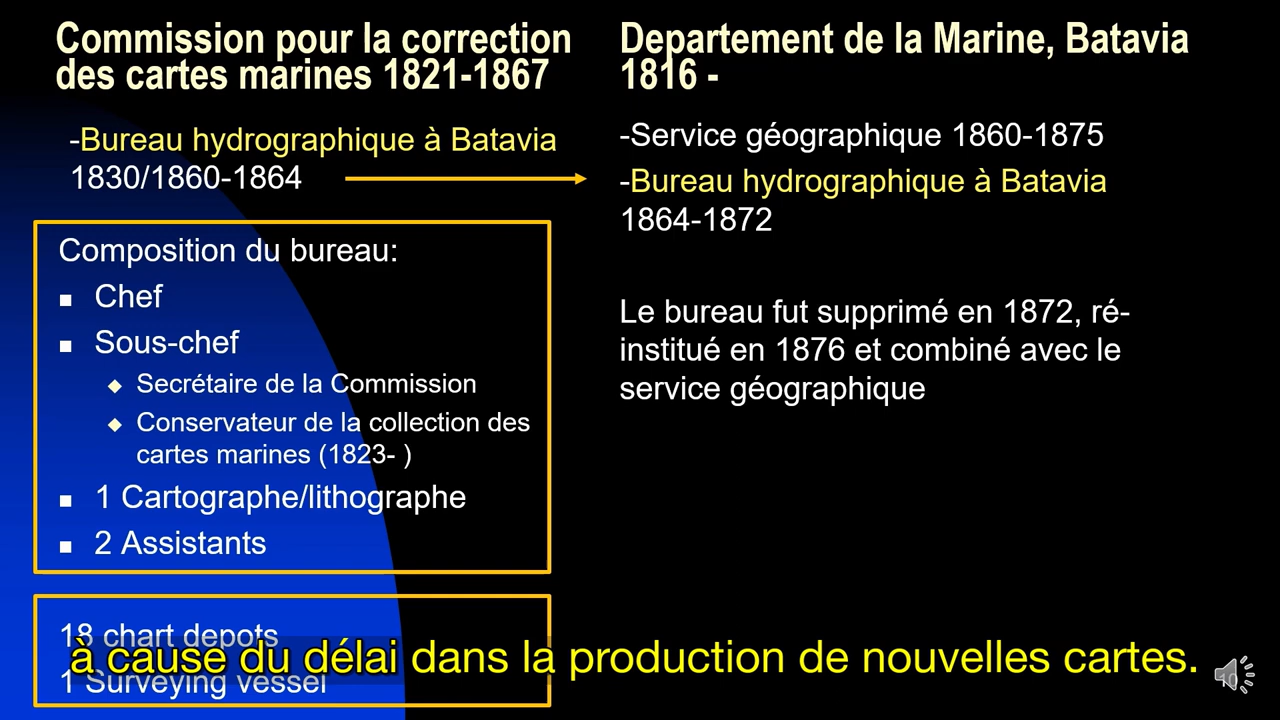 Commission pour la correction
des cartes marines 1821-1867
-Bureau hydrographique à Batavia
1830/1860-1864
Composition du bureau:
Chef
Sous-chef
Secrétaire de la Commission
Conservateur de la collection des
cartes marines (1823- )
1 Cartographe/lithographe
2 Assistants
18 chart depots
1 Surveying vessel
Departement de la Marine, Batavia
1816 -
-Service géographique 1860-1875
-Bureau hydrographique à Batavia
1864-1872
Le bureau fut supprimé en 1872, ré-
institué en 1876 et combiné avec le
service géographique
à cause du délai dans la production de nouvelles cartes.
10